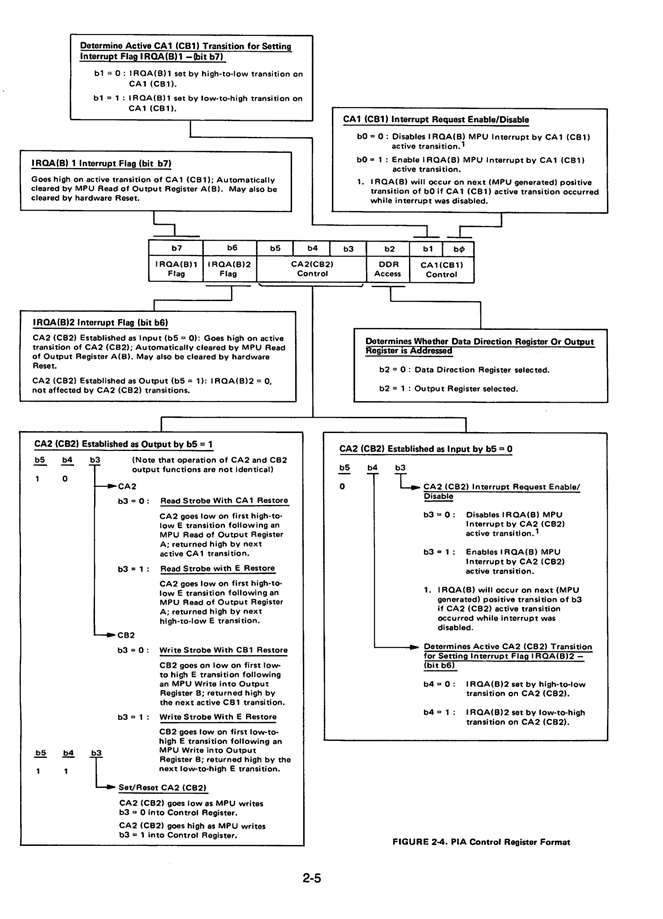 Determine Active CA1 (CB1) Transition for Setting
Interrupt Flag IRQA(B)1 – (bit b7)
b1 = 0 : IRQA(B)1 set by high-to-low transition on
CA1 (CB1).
b1 = 1 : IRQA(B)1 set by low-to-high transition on
CA1 (CB1).
CA1 (CB1) Interrupt Request Enable/Disable
b0 = 0 : Disables IRQA(B) MPU Interrupt by CA1 (CB1)
active transition.1
b0 = 1 : Enable IRQA(B) MPU Interrupt by CA1 (CB1)
active transition.
1. IRQA(B) will occur on next (MPU generated) positive
transition of b0 if CA1 (CB1) active transition occurred
while interrupt was disabled.
IRQA(B) 1 Interrupt Flag (bit b7)
Goes high on active transition of CA1 (CB1); Automatically
cleared by MPU Read of Output Register A(B). May also be
cleared by hardware Reset.
b7 b6 b5 b4 b3 b2 b1 bφ
IRQA(B)1 IRQA(B)2 CA2(CB2) DDR CA1(CB1)
Flag Flag Control Access Control
IRQA(B)2 Interrupt Flag (bit b6)
CA2 (CB2) Established as Input (b5 = 0): Goes high on active
transition of CA2 (CB2); Automatically cleared by MPU Read
of Output Register A(B). May also be cleared by hardware
Reset.
CA2 (CB2) Established as Output (b5 = 1): IRQA(B)2 = 0,
not affected by CA2 (CB2) transitions.
Determines Whether Data Direction Register Or Output
Register is Addressed
b2 = 0 : Data Direction Register selected.
b2 = 1 : Output Register selected.
CA2 (CB2) Established as Output by b5 = 1
b5 b4 b3 (Note that operation of CA2 and CB2
output functions are not identical)
1 0
CA2
b3 = 0 : Read Strobe With CA1 Restore
CA2 goes low on first high-to-
low E transition following an
MPU Read of Output Register
A; returned high by next
active CA1 transition.
b3 = 1 : Read Strobe with E Restore
CA2 goes low on first high-to-
low E transition following an
MPU Read of Output Register
A; returned high by next
high-to-low E transition.
CB2
b3 = 0 : Write Strobe With CB1 Restore
CB2 goes on low on first low-
to high E transition following
an MPU Write into Output
Register B; returned high by
the next active CB1 transition.
b3 = 1 : Write Strobe With E Restore
CB2 goes low on first low-to-
high E transition following an
MPU Write into Output
Register B; returned high by the
next low-to-high E transition.
b5 b4 b3
1 1
Set/Reset CA2 (CB2)
CA2 (CB2) goes low as MPU writes
b3 = 0 into Control Register.
CA2 (CB2) goes high as MPU writes
b3 = 1 into Control Register.
CA2 (CB2) Established as Input by b5 = 0
b5 b4 b3
0
CA2 (CB2) Interrupt Request Enable/
Disable
b3 = 0 : Disables IRQA(B) MPU
Interrupt by CA2 (CB2)
active transition.1
b3 = 1 : Enables IRQA(B) MPU
Interrupt by CA2 (CB2)
active transition.
1. IRQA(B) will occur on next (MPU
generated) positive transition of b3
if CA2 (CB2) active transition
occurred while interrupt was
disabled.
Determines Active CA2 (CB2) Transition
for Setting Interrupt Flag IRQA(B)2 –
(bit b6)
b4 = 0 : IRQA(B)2 set by high-to-low
transition on CA2 (CB2).
b4 = 1 : IRQA(B)2 set by low-to-high
transition on CA2 (CB2).
FIGURE 2-4. PIA Control Register Format
2-5